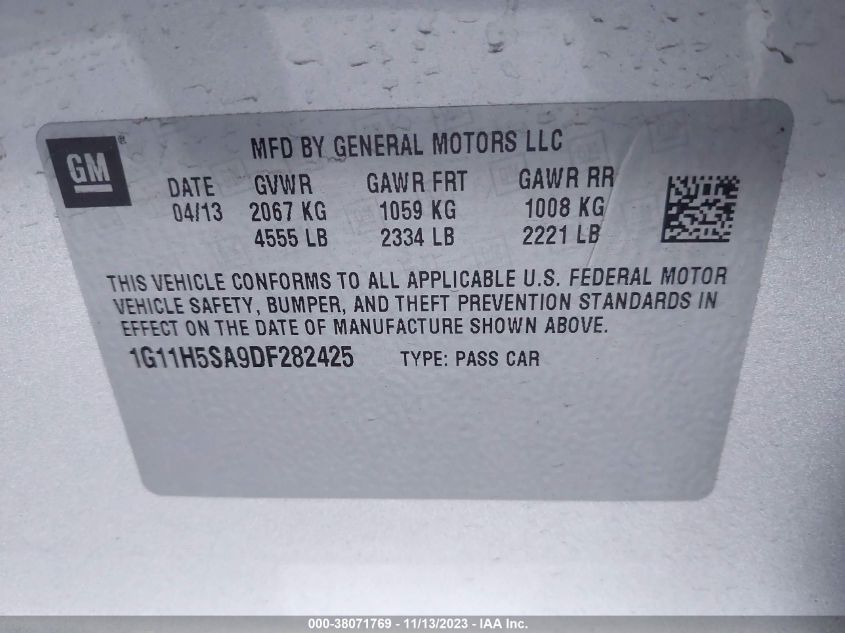 GM
MFD BY GENERAL MOTORS LLC
DATE GVWR GAWR FRT GAWR RR
04/13 2067 KG 1059 KG 1008 KG
4555 LB 2334 LB 2221 LB
THIS VEHICLE CONFORMS TO ALL APPLICABLE U.S. FEDERAL MOTOR
VEHICLE SAFETY, BUMPER, AND THEFT PREVENTION STANDARDS IN
EFFECT ON THE DATE OF MANUFACTURE SHOWN ABOVE.
1G11H5SA9DF282425 TYPE: PASS CAR
000-38071769 - 11/13/2023 - IAA Inc.